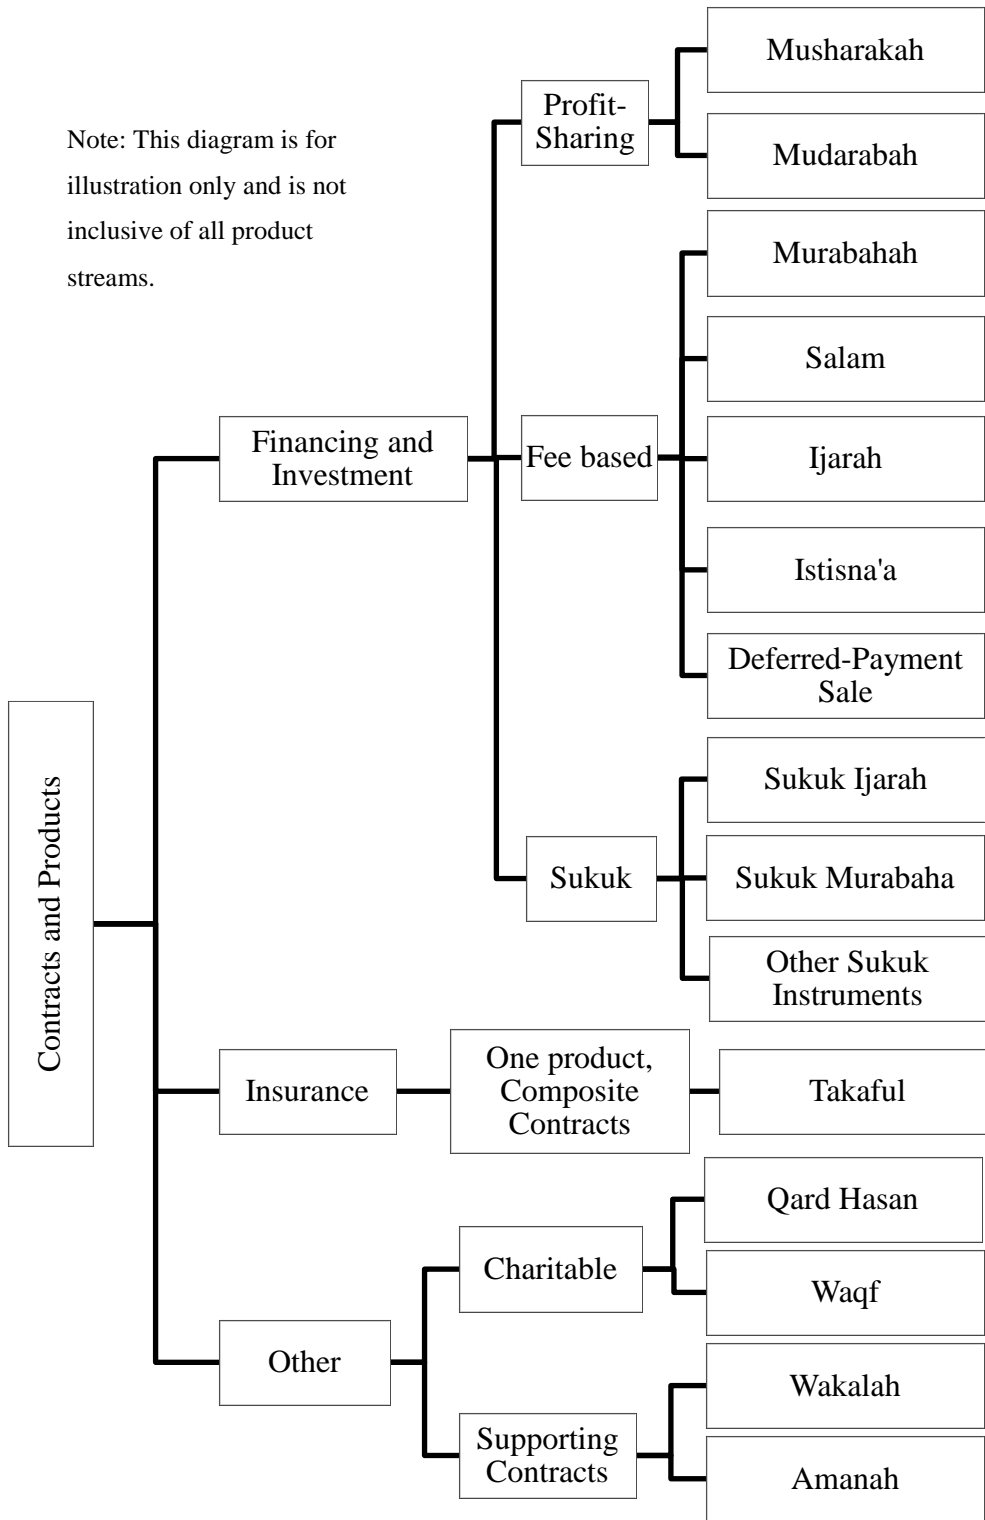 Note: This diagram is for
illustration only and is not
inclusive of all product
streams.
Contracts and Products
Financing and
Investment
Profit-
Sharing
Musharakah
Mudarabah
Fee based
Murabahah
Salam
Ijarah
Istisna'a
Deferred-Payment
Sale
Sukuk
Sukuk Ijarah
Sukuk Murabaha
Other Sukuk
Instruments
Insurance
One product,
Composite
Contracts
Takaful
Other
Charitable
Qard Hasan
Waqf
Supporting
Contracts
Wakalah
Amanah